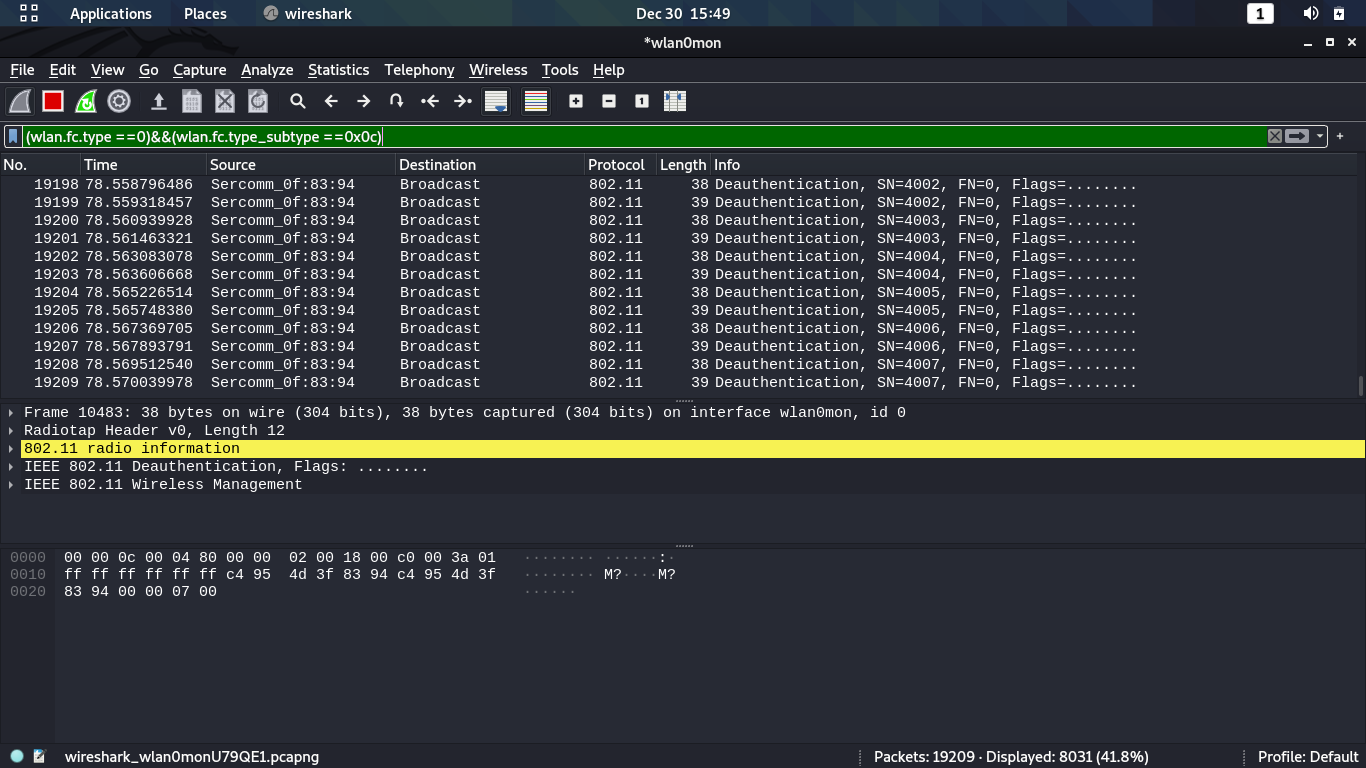 Applications Places wireshark Dec 30 15:49 1
*wlan0mon
File Edit View Go Capture Analyze Statistics Telephony Wireless Tools Help
(wlan.fc.type ==0)&&(wlan.fc.type_subtype ==0x0c)
No. Time Source Destination Protocol Length Info
19198 78.558796486 Sercomm_0f:83:94 Broadcast 802.11 38 Deauthentication, SN=4002, FN=0, Flags=........
19199 78.559318457 Sercomm_0f:83:94 Broadcast 802.11 39 Deauthentication, SN=4002, FN=0, Flags=........
19200 78.560939928 Sercomm_0f:83:94 Broadcast 802.11 38 Deauthentication, SN=4003, FN=0, Flags=........
19201 78.561463321 Sercomm_0f:83:94 Broadcast 802.11 39 Deauthentication, SN=4003, FN=0, Flags=........
19202 78.563083078 Sercomm_0f:83:94 Broadcast 802.11 38 Deauthentication, SN=4004, FN=0, Flags=........
19203 78.563606668 Sercomm_0f:83:94 Broadcast 802.11 39 Deauthentication, SN=4004, FN=0, Flags=........
19204 78.565226514 Sercomm_0f:83:94 Broadcast 802.11 38 Deauthentication, SN=4005, FN=0, Flags=........
19205 78.565748380 Sercomm_0f:83:94 Broadcast 802.11 39 Deauthentication, SN=4005, FN=0, Flags=........
19206 78.567369705 Sercomm_0f:83:94 Broadcast 802.11 38 Deauthentication, SN=4006, FN=0, Flags=........
19207 78.567893791 Sercomm_0f:83:94 Broadcast 802.11 39 Deauthentication, SN=4006, FN=0, Flags=........
19208 78.569512540 Sercomm_0f:83:94 Broadcast 802.11 38 Deauthentication, SN=4007, FN=0, Flags=........
19209 78.570039978 Sercomm_0f:83:94 Broadcast 802.11 39 Deauthentication, SN=4007, FN=0, Flags=........
Frame 10483: 38 bytes on wire (304 bits), 38 bytes captured (304 bits) on interface wlan0mon, id 0
Radiotap Header v0, Length 12
802.11 radio information
IEEE 802.11 Deauthentication, Flags: ........
IEEE 802.11 Wireless Management
0000 00 00 0c 00 04 80 00 00 02 00 18 00 c0 00 3a 01 ········ ······:·
0010 ff ff ff ff ff ff c4 95 4d 3f 83 94 c4 95 4d 3f ········ M?····M?
0020 83 94 00 00 07 00 ······
wireshark_wlan0monU79QE1.pcapng Packets: 19209 · Displayed: 8031 (41.8%) Profile: Default